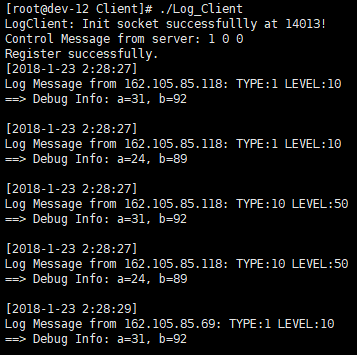 [root@dev-12 Client]# ./Log_Client
LogClient: Init socket successfullly at 14013!
Control Message from server: 1 0 0
Register successfully.
[2018-1-23 2:28:27]
Log Message from 162.105.85.118: TYPE:1 LEVEL:10
==> Debug Info: a=31, b=92
[2018-1-23 2:28:27]
Log Message from 162.105.85.118: TYPE:1 LEVEL:10
==> Debug Info: a=24, b=89
[2018-1-23 2:28:27]
Log Message from 162.105.85.118: TYPE:10 LEVEL:50
==> Debug Info: a=31, b=92
[2018-1-23 2:28:27]
Log Message from 162.105.85.118: TYPE:10 LEVEL:50
==> Debug Info: a=24, b=89
[2018-1-23 2:28:29]
Log Message from 162.105.85.69: TYPE:1 LEVEL:10
==> Debug Info: a=31, b=92